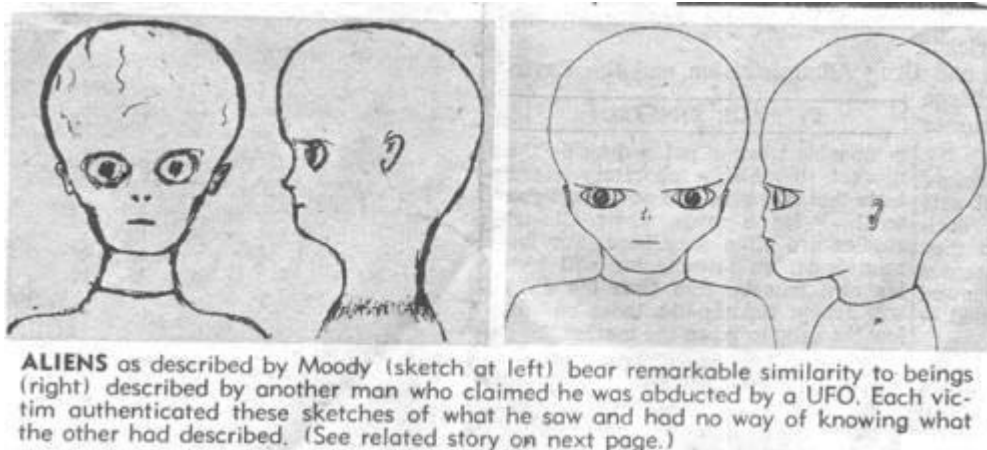 ALIENS as described by Moody (sketch at left) bear remarkable similarity to beings
(right) described by another man who claimed he was abducted by a UFO. Each vic-
tim authenticated these sketches of what he saw and had no way of knowing what
the other had described. (See related story on next page.)